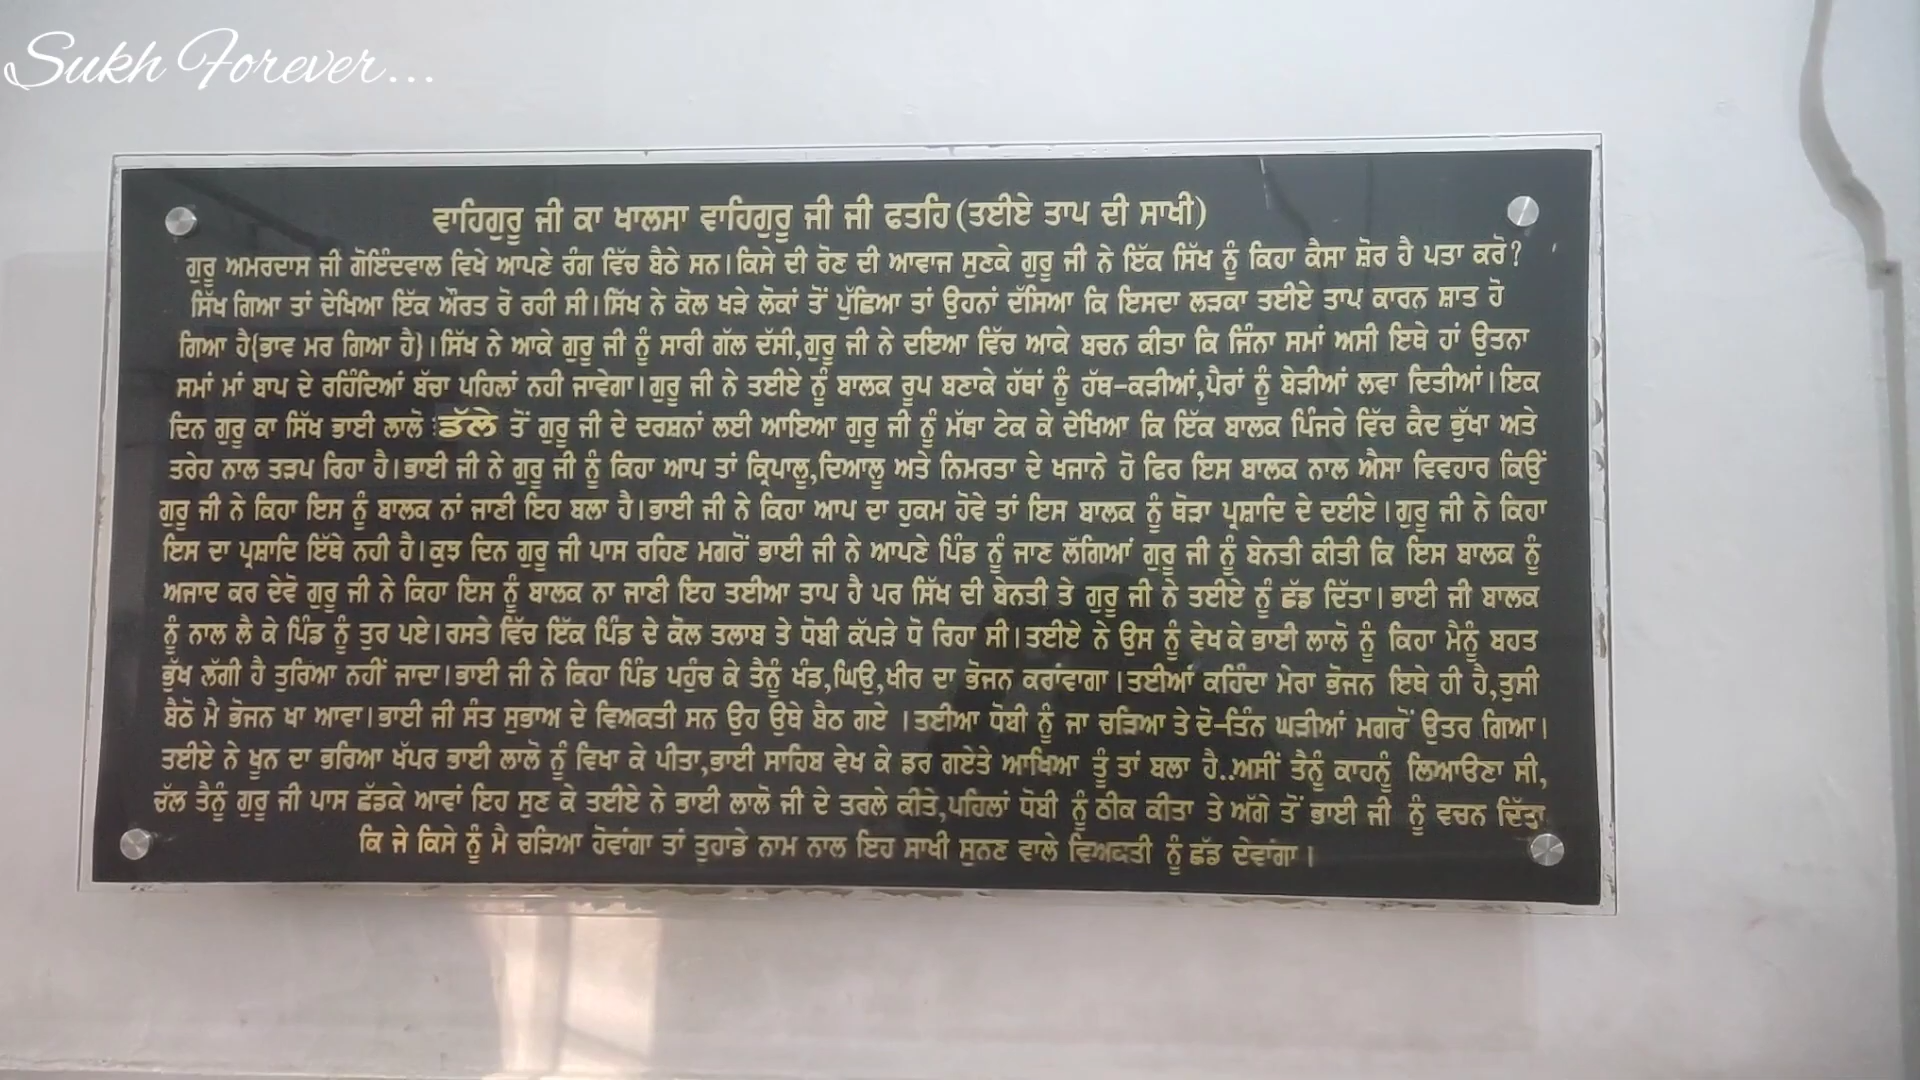 Sukh Forever...
ਵਾਹਿਗੁਰੂ ਜੀ ਕਾ ਖਾਲਸਾ ਵਾਹਿਗੁਰੂ ਜੀ ਜੀ ਫਤਹਿ (ਤਈਏ ਤਾਪ ਦੀ ਸਾਖੀ)
ਗੁਰੂ ਅਮਰਦਾਸ ਜੀ ਗੋਇੰਦਵਾਲ ਵਿਖੇ ਆਪਣੇ ਰੰਗ ਵਿੱਚ ਬੈਠੇ ਸਨ।ਕਿਸੇ ਦੀ ਰੋਣ ਦੀ ਆਵਾਜ ਸੁਣਕੇ ਗੁਰੂ ਜੀ ਨੇ ਇੱਕ ਸਿੱਖ ਨੂੰ ਕਿਹਾ ਕੈਸਾ ਸ਼ੋਰ ਹੈ ਪਤਾ ਕਰੋ?
ਸਿੱਖ ਗਿਆ ਤਾਂ ਦੇਖਿਆ ਇੱਕ ਔਰਤ ਰੋ ਰਹੀ ਸੀ।ਸਿੱਖ ਨੇ ਕੋਲ ਖੜੇ ਲੋਕਾਂ ਤੋਂ ਪੁੱਛਿਆ ਤਾਂ ਉਹਨਾਂ ਦੱਸਿਆ ਕਿ ਇਸਦਾ ਲੜਕਾ ਤਈਏ ਤਾਪ ਕਾਰਨ ਸ਼ਾਤ ਹੋ
ਗਿਆ ਹੈ{ਭਾਵ ਮਰ ਗਿਆ ਹੈ}।ਸਿੱਖ ਨੇ ਆਕੇ ਗੁਰੂ ਜੀ ਨੂੰ ਸਾਰੀ ਗੱਲ ਦੱਸੀ,ਗੁਰੂ ਜੀ ਨੇ ਦਇਆ ਵਿੱਚ ਆਕੇ ਬਚਨ ਕੀਤਾ ਕਿ ਜਿੰਨਾ ਸਮਾਂ ਅਸੀ ਇਥੇ ਹਾਂ ਉਤਨਾ
ਸਮਾਂ ਮਾਂ ਬਾਪ ਦੇ ਰਹਿੰਦਿਆਂ ਬੱਚਾ ਪਹਿਲਾਂ ਨਹੀ ਜਾਵੇਗਾ।ਗੁਰੂ ਜੀ ਨੇ ਤਈਏ ਨੂੰ ਬਾਲਕ ਰੂਪ ਬਣਾਕੇ ਹੱਥਾਂ ਨੂੰ ਹੱਥ-ਕੜੀਆਂ,ਪੈਰਾਂ ਨੂੰ ਬੇੜੀਆਂ ਲਵਾ ਦਿਤੀਆਂ।ਇਕ
ਦਿਨ ਗੁਰੂ ਕਾ ਸਿੱਖ ਭਾਈ ਲਾਲੋ ਡੱਲੇ ਤੋਂ ਗੁਰੂ ਜੀ ਦੇ ਦਰਸ਼ਨਾਂ ਲਈ ਆਇਆ ਗੁਰੂ ਜੀ ਨੂੰ ਮੱਥਾ ਟੇਕ ਕੇ ਦੇਖਿਆ ਕਿ ਇੱਕ ਬਾਲਕ ਪਿੰਜਰੇ ਵਿੱਚ ਕੈਦ ਭੁੱਖਾ ਅਤੇ
ਤਰੇਹ ਨਾਲ ਤੜਪ ਰਿਹਾ ਹੈ।ਭਾਈ ਜੀ ਨੇ ਗੁਰੂ ਜੀ ਨੂੰ ਕਿਹਾ ਆਪ ਤਾਂ ਕ੍ਰਿਪਾਲੂ,ਦਿਆਲੂ ਅਤੇ ਨਿਮਰਤਾ ਦੇ ਖਜਾਨੇ ਹੋ ਫਿਰ ਇਸ ਬਾਲਕ ਨਾਲ ਐਸਾ ਵਿਵਹਾਰ ਕਿਉਂ
ਗੁਰੂ ਜੀ ਨੇ ਕਿਹਾ ਇਸ ਨੂੰ ਬਾਲਕ ਨਾਂ ਜਾਣੀ ਇਹ ਬਲਾ ਹੈ।ਭਾਈ ਜੀ ਨੇ ਕਿਹਾ ਆਪ ਦਾ ਹੁਕਮ ਹੋਵੇ ਤਾਂ ਇਸ ਬਾਲਕ ਨੂੰ ਥੋੜਾ ਪ੍ਰਸ਼ਾਦਿ ਦੇ ਦਈਏ।ਗੁਰੂ ਜੀ ਨੇ ਕਿਹਾ
ਇਸ ਦਾ ਪ੍ਰਸ਼ਾਦਿ ਇੱਥੇ ਨਹੀ ਹੈ।ਕੁਝ ਦਿਨ ਗੁਰੂ ਜੀ ਪਾਸ ਰਹਿਣ ਮਗਰੋਂ ਭਾਈ ਜੀ ਨੇ ਆਪਣੇ ਪਿੰਡ ਨੂੰ ਜਾਣ ਲੱਗਿਆਂ ਗੁਰੂ ਜੀ ਨੂੰ ਬੇਨਤੀ ਕੀਤੀ ਕਿ ਇਸ ਬਾਲਕ ਨੂੰ
ਅਜਾਦ ਕਰ ਦੇਵੋ ਗੁਰੂ ਜੀ ਨੇ ਕਿਹਾ ਇਸ ਨੂੰ ਬਾਲਕ ਨਾ ਜਾਣੀ ਇਹ ਤਈਆ ਤਾਪ ਹੈ ਪਰ ਸਿੱਖ ਦੀ ਬੇਨਤੀ ਤੇ ਗੁਰੂ ਜੀ ਨੇ ਤਈਏ ਨੂੰ ਛੱਡ ਦਿੱਤਾ। ਭਾਈ ਜੀ ਬਾਲਕ
ਨੂੰ ਨਾਲ ਲੈ ਕੇ ਪਿੰਡ ਨੂੰ ਤੁਰ ਪਏ।ਰਸਤੇ ਵਿੱਚ ਇੱਕ ਪਿੰਡ ਦੇ ਕੋਲ ਤਲਾਬ ਤੇ ਧੋਬੀ ਕੱਪੜੇ ਧੋ ਰਿਹਾ ਸੀ।ਤਈਏ ਨੇ ਉਸ ਨੂੰ ਵੇਖ ਕੇ ਭਾਈ ਲਾਲੋ ਨੂੰ ਕਿਹਾ ਮੈਨੂੰ ਬਹਤ
ਭੁੱਖ ਲੱਗੀ ਹੈ ਤੁਰਿਆ ਨਹੀਂ ਜਾਦਾ।ਭਾਈ ਜੀ ਨੇ ਕਿਹਾ ਪਿੰਡ ਪਹੁੰਚ ਕੇ ਤੈਨੂੰ ਖੰਡ,ਘਿਉ,ਖੀਰ ਦਾ ਭੋਜਨ ਕਰਾਂਵਾਗਾ।ਤਈਆਂ ਕਹਿੰਦਾ ਮੇਰਾ ਭੋਜਨ ਇਥੇ ਹੀ ਹੈ,ਤੁਸੀ
ਬੈਠੋ ਮੈ ਭੋਜਨ ਖਾ ਆਵਾ।ਭਾਈ ਜੀ ਸੰਤ ਸੁਭਾਅ ਦੇ ਵਿਅਕਤੀ ਸਨ ਉਹ ਉਥੇ ਬੈਠ ਗਏ ।ਤਈਆ ਧੋਬੀ ਨੂੰ ਜਾ ਚੜਿਆ ਤੇ ਦੋ-ਤਿੰਨ ਘੜੀਆਂ ਮਗਰੋਂ ਉਤਰ ਗਿਆ।
ਤਈਏ ਨੇ ਖੂਨ ਦਾ ਭਰਿਆ ਖੱਪਰ ਭਾਈ ਲਾਲੋ ਨੂੰ ਵਿਖਾ ਕੇ ਪੀਤਾ,ਭਾਈ ਸਾਹਿਬ ਵੇਖ ਕੇ ਡਰ ਗਏਤੇ ਆਖਿਆ ਤੂੰ ਤਾਂ ਬਲਾ ਹੈ..ਅਸੀਂ ਤੈਨੂੰ ਕਾਹਨੂੰ ਲਿਆਓਣਾ ਸੀ,
ਚੱਲ ਤੈਨੂੰ ਗੁਰੂ ਜੀ ਪਾਸ ਛੱਡਕੇ ਆਵਾਂ ਇਹ ਸੁਣ ਕੇ ਤਈਏ ਨੇ ਭਾਈ ਲਾਲੋ ਜੀ ਦੇ ਤਰਲੇ ਕੀਤੇ,ਪਹਿਲਾਂ ਧੋਬੀ ਨੂੰ ਠੀਕ ਕੀਤਾ ਤੇ ਅੱਗੇ ਤੋਂ ਭਾਈ ਜੀ ਨੂੰ ਵਚਨ ਦਿੱਤਾ
ਕਿ ਜੇ ਕਿਸੇ ਨੂੰ ਮੈ ਚੜਿਆ ਹੋਵਾਂਗਾ ਤਾਂ ਤੁਹਾਡੇ ਨਾਮ ਨਾਲ ਇਹ ਸਾਖੀ ਸੁਨਣ ਵਾਲੇ ਵਿਅਕਤੀ ਨੂੰ ਛੱਡ ਦੇਵਾਂਗਾ।